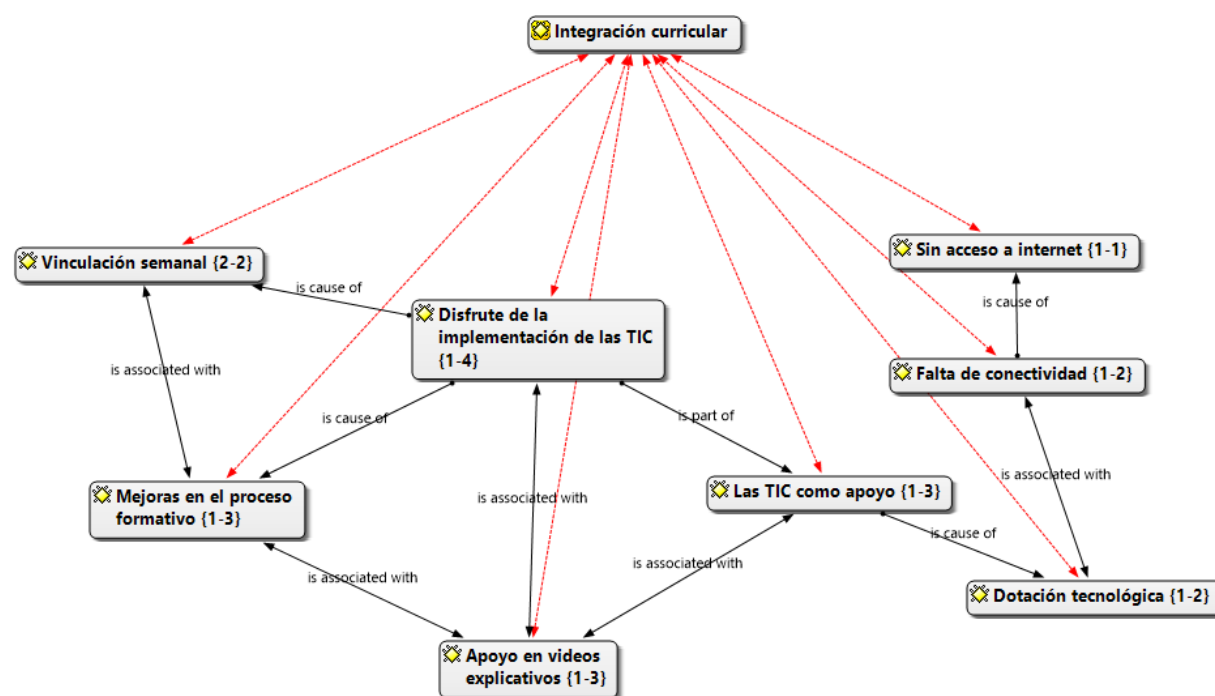 Integración curricular
Vinculación semanal {2-2}
Sin acceso a internet {1-1}
is cause of
is cause of
Disfrute de la
implementación de las TIC
{1-4}
is associated with
Falta de conectividad {1-2}
is cause of
is part of
is associated with
Mejoras en el proceso
formativo {1-3}
is associated with
Las TIC como apoyo {1-3}
is cause of
is associated with
is associated with
Dotación tecnológica {1-2}
Apoyo en videos
explicativos {1-3}